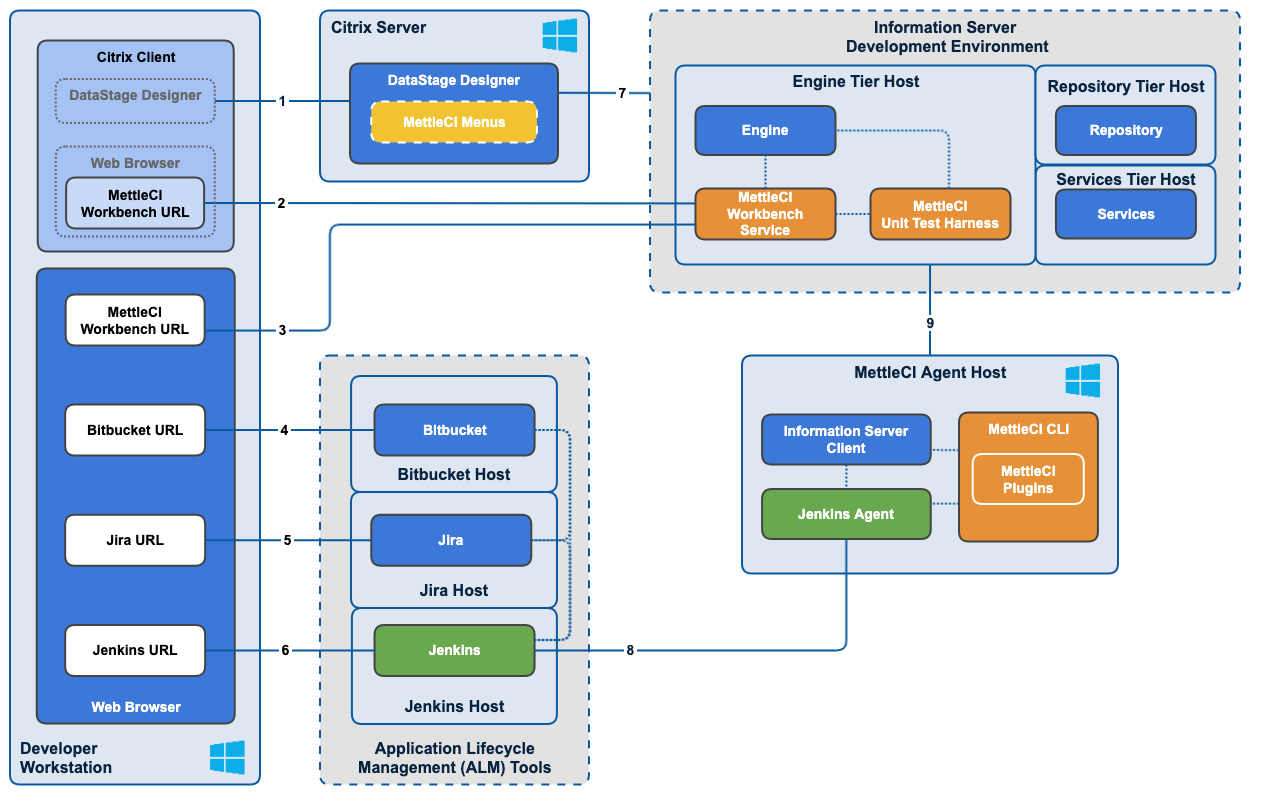 Citrix Client
DataStage Designer
Web Browser
MettleCI
Workbench URL
MettleCI
Workbench URL
Bitbucket URL
Jira URL
Jenkins URL
Web Browser
Developer
Workstation
1
2
3
4
5
6
Citrix Server
DataStage Designer
MettleCI Menus
7
Information Server
Development Environment
Engine Tier Host
Engine
MettleCI
Workbench
Service
MettleCI
Unit Test Harness
Repository Tier Host
Repository
Services Tier Host
Services
Bitbucket
Bitbucket Host
Jira
Jira Host
Jenkins
Jenkins Host
Application Lifecycle
Management (ALM) Tools
8
9
MettleCI Agent Host
Information Server
Client
Jenkins Agent
MettleCI CLI
MettleCI
Plugins